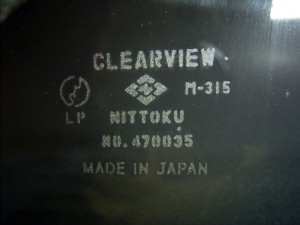 CLEARVIEW
M-315
LP NITTOKU
NO.470035
MADE IN JAPAN